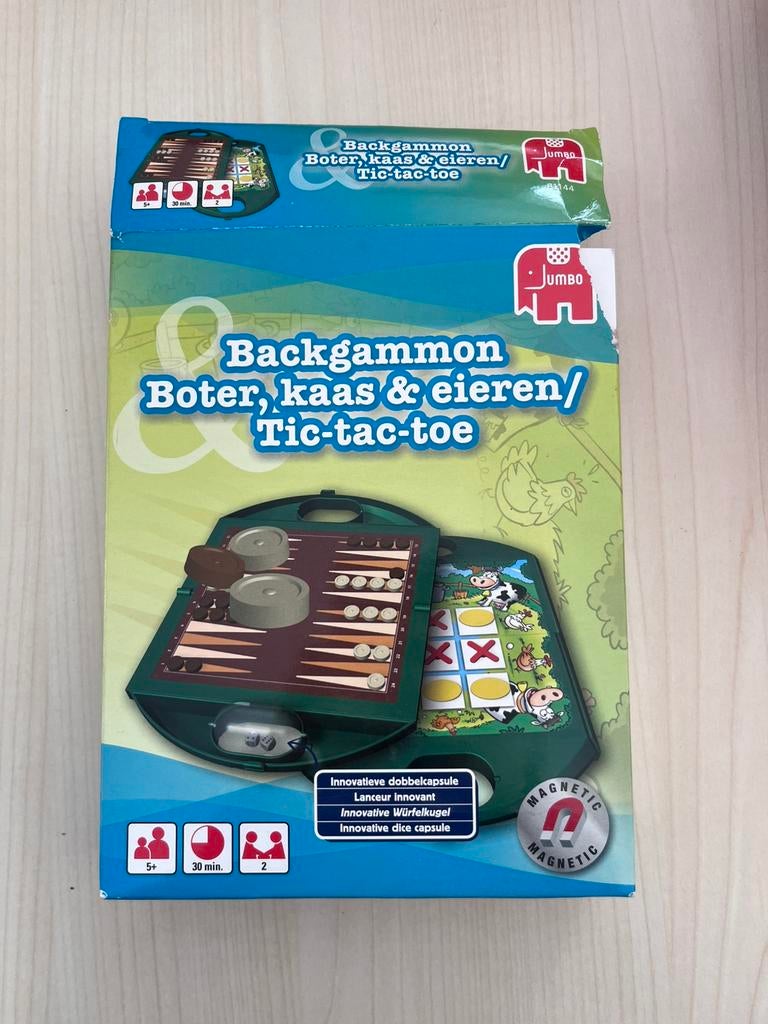 Backgammon
Boter, kaas & eieren/
Tic-tac-toe
&
JUMBO
5+
30 min.
2
JUMBO
&
Backgammon
Boter, kaas & eieren/
Tic-tac-toe
Innovatieve dobbelcapsule
Lanceur innovant
Innovative Würfelkugel
Innovative dice capsule
MAGNETIC
MAGNETIC
5+
30 min.
2